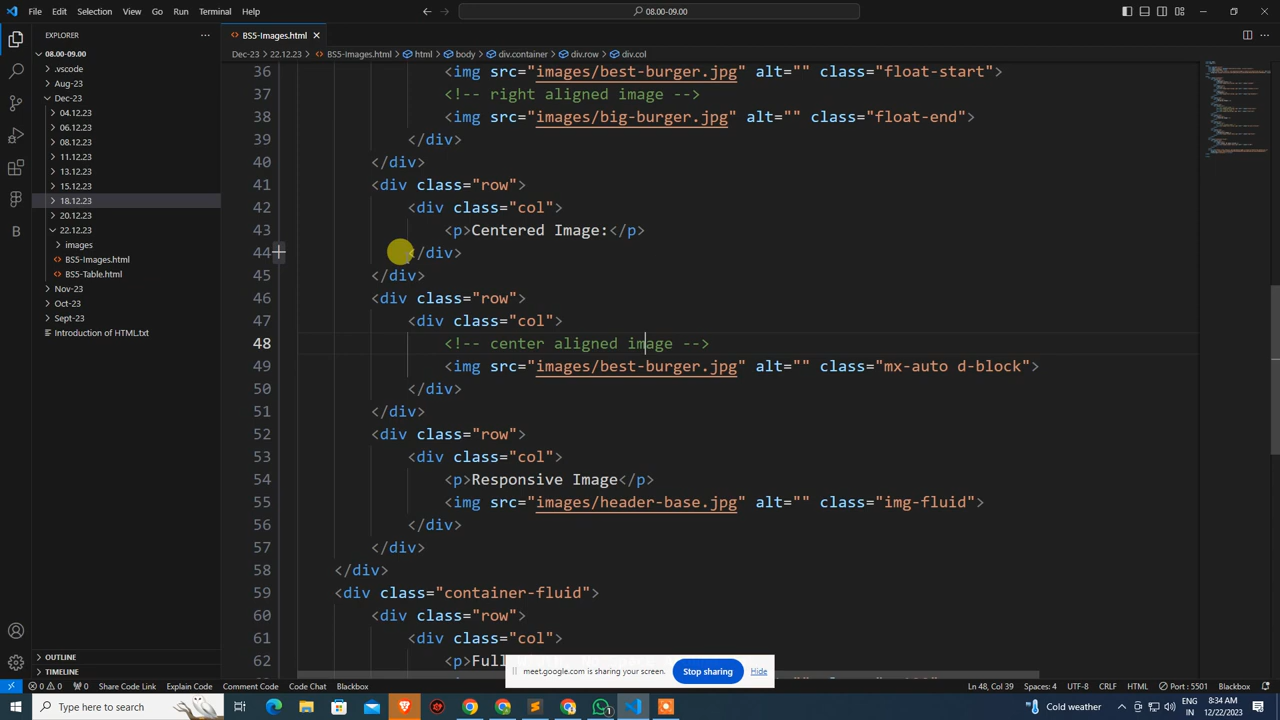 File Edit Selection View Go Run Terminal Help
08.00-09.00
EXPLORER
08.00-09.00
.vscode
Aug-23
Dec-23
04.12.23
06.12.23
08.12.23
11.12.23
13.12.23
15.12.23
18.12.23
20.12.23
22.12.23
images
BS5-Images.html
BS5-Table.html
Nov-23
Oct-23
Sept-23
Introduction of HTML.txt
OUTLINE
TIMELINE
BS5-Images.html
Dec-23 > 22.12.23 > BS5-Images.html > html > body > div.container > div.row > div.col
36 <img src="images/best-burger.jpg" alt="" class="float-start">
37 <!-- right aligned image -->
38 <img src="images/big-burger.jpg" alt="" class="float-end">
39 </div>
40 </div>
41 <div class="row">
42 <div class="col">
43 <p>Centered Image:</p>
44 </div>
45 </div>
46 <div class="row">
47 <div class="col">
48 <!-- center aligned image -->
49 <img src="images/best-burger.jpg" alt="" class="mx-auto d-block">
50 </div>
51 </div>
52 <div class="row">
53 <div class="col">
54 <p>Responsive Image</p>
55 <img src="images/header-base.jpg" alt="" class="img-fluid">
56 </div>
57 </div>
58 </div>
59 <div class="container-fluid">
60 <div class="row">
61 <div class="col">
62 <p>Full
meet.google.com is sharing your screen. Stop sharing Hide
0 0 0 Share Code Link Explain Code Comment Code Code Chat Blackbox Ln 48, Col 39 Spaces: 4 UTF-8 CRLF HTML Port : 5501 Blackbox
Type here to search
1
Cold weather
ENG
IN
8:34 AM
12/22/2023